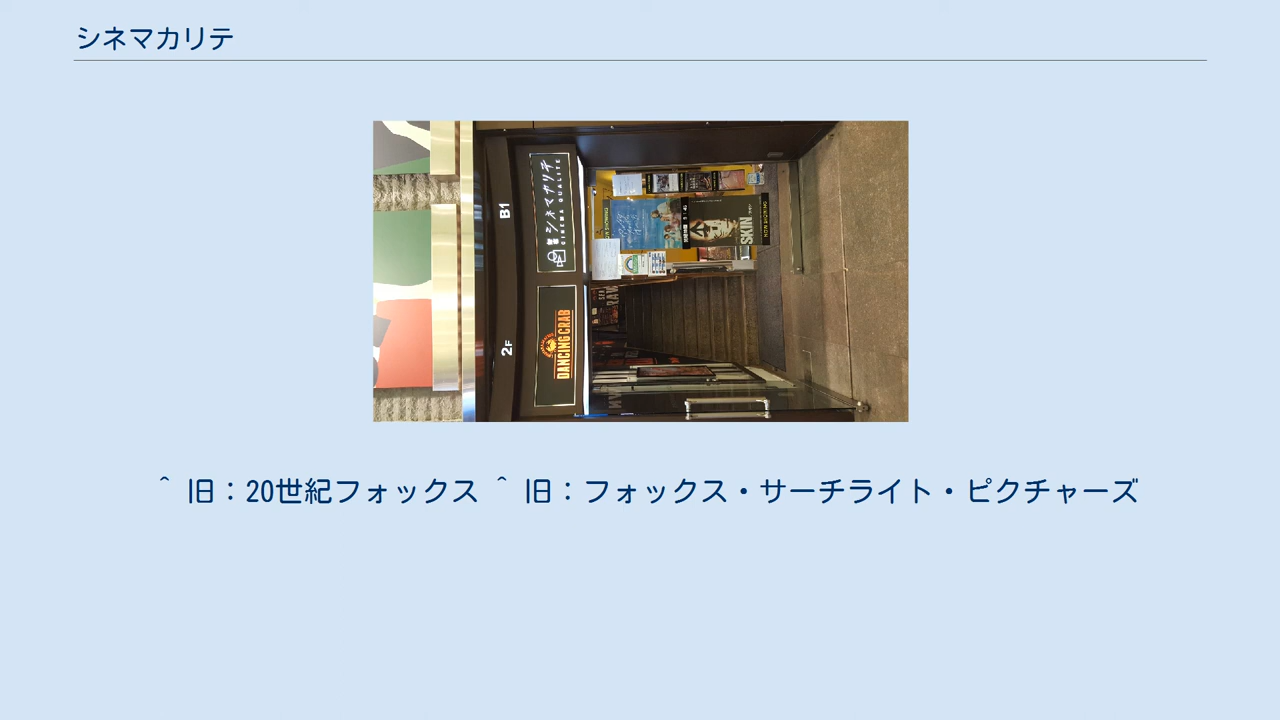 シネマカリテ
B1
シネマカリテ
CINEMA QUALITE
2F
DANCING CRAB
SKIN
NOW SHOWING
^ 旧：20世紀フォックス ^ 旧：フォックス・サーチライト・ピクチャーズ